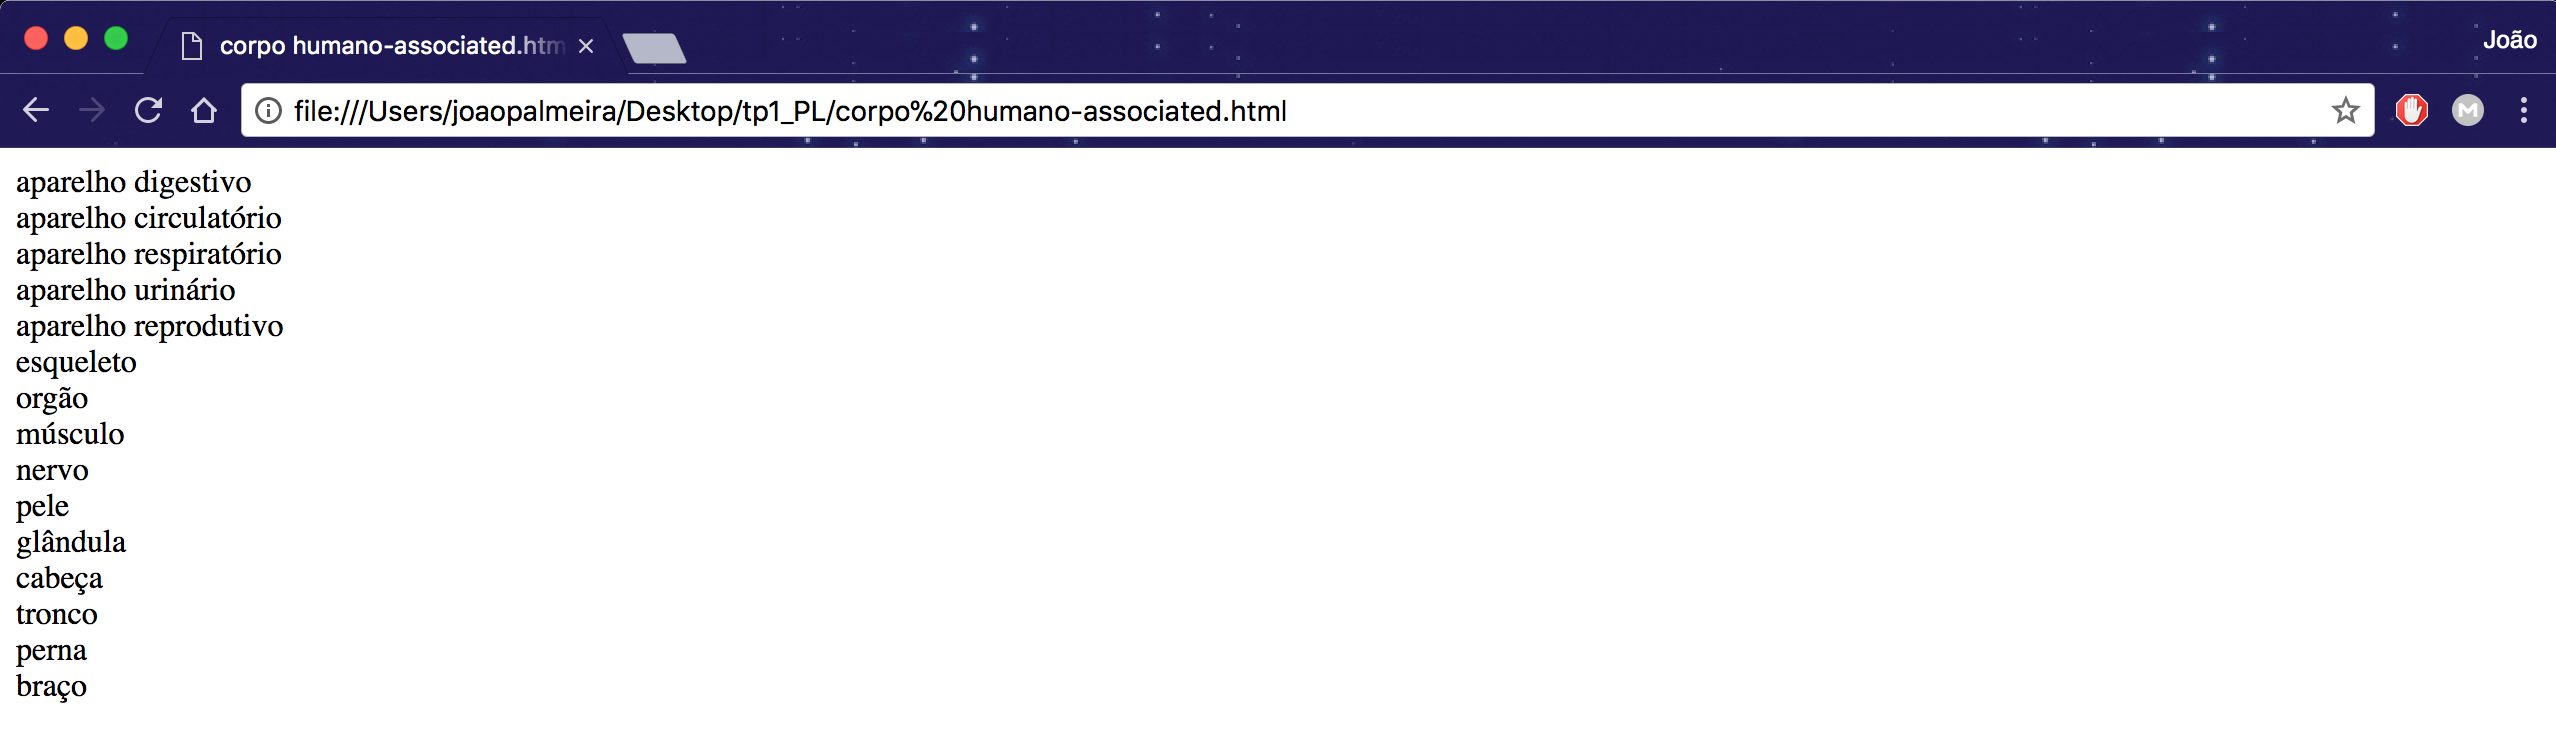 corpo humano-associated.htm
João
file:///Users/joaopalmeira/Desktop/tp1_PL/corpo%20humano-associated.html
M
aparelho digestivo
aparelho circulatório
aparelho respiratório
aparelho urinário
aparelho reprodutivo
esqueleto
orgão
músculo
nervo
pele
glândula
cabeça
tronco
perna
braço